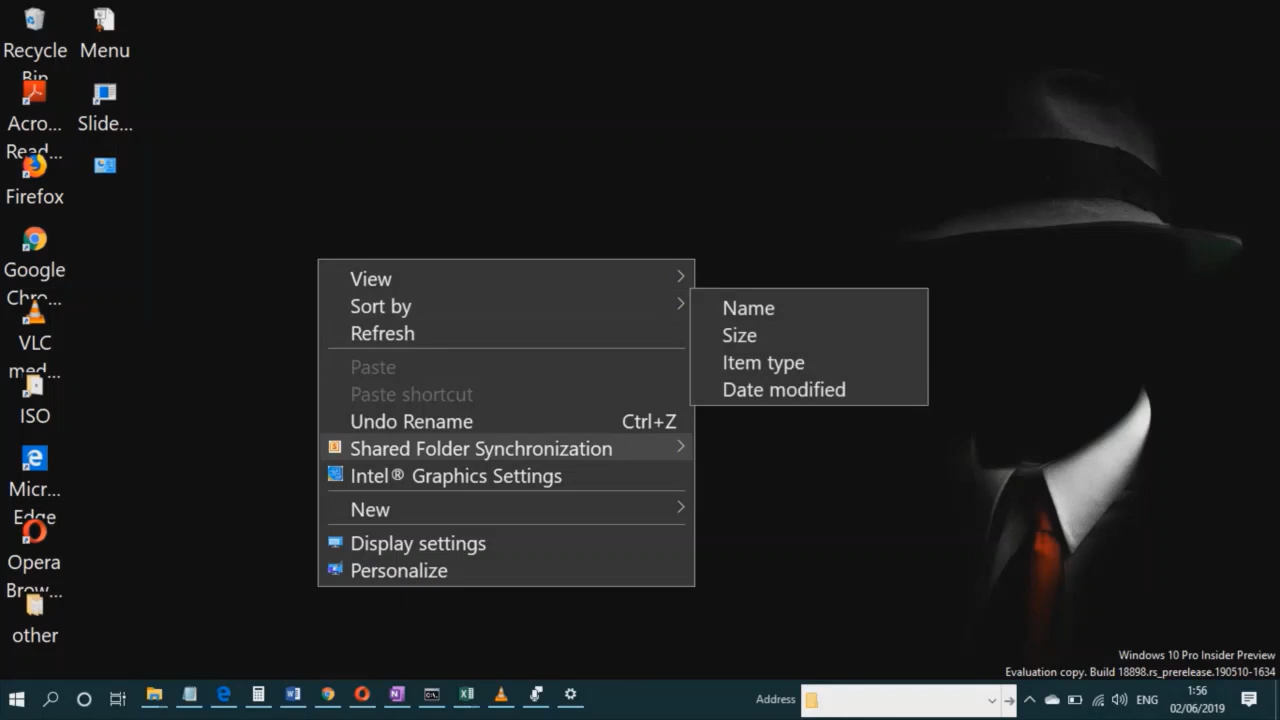 Recycle
Bin
Menu
Acro...
Read...
Slide...
Firefox
Google
Chro...
VLC
med...
ISO
Micr...
Edge
Opera
Brow...
other
View
Sort by
Refresh
Paste
Paste shortcut
Undo Rename Ctrl+Z
Shared Folder Synchronization
Intel® Graphics Settings
New
Display settings
Personalize
Name
Size
Item type
Date modified
Windows 10 Pro Insider Preview
Evaluation copy. Build 18898.rs_prerelease.190510-1634
Address
ENG
1:56
02/06/2019